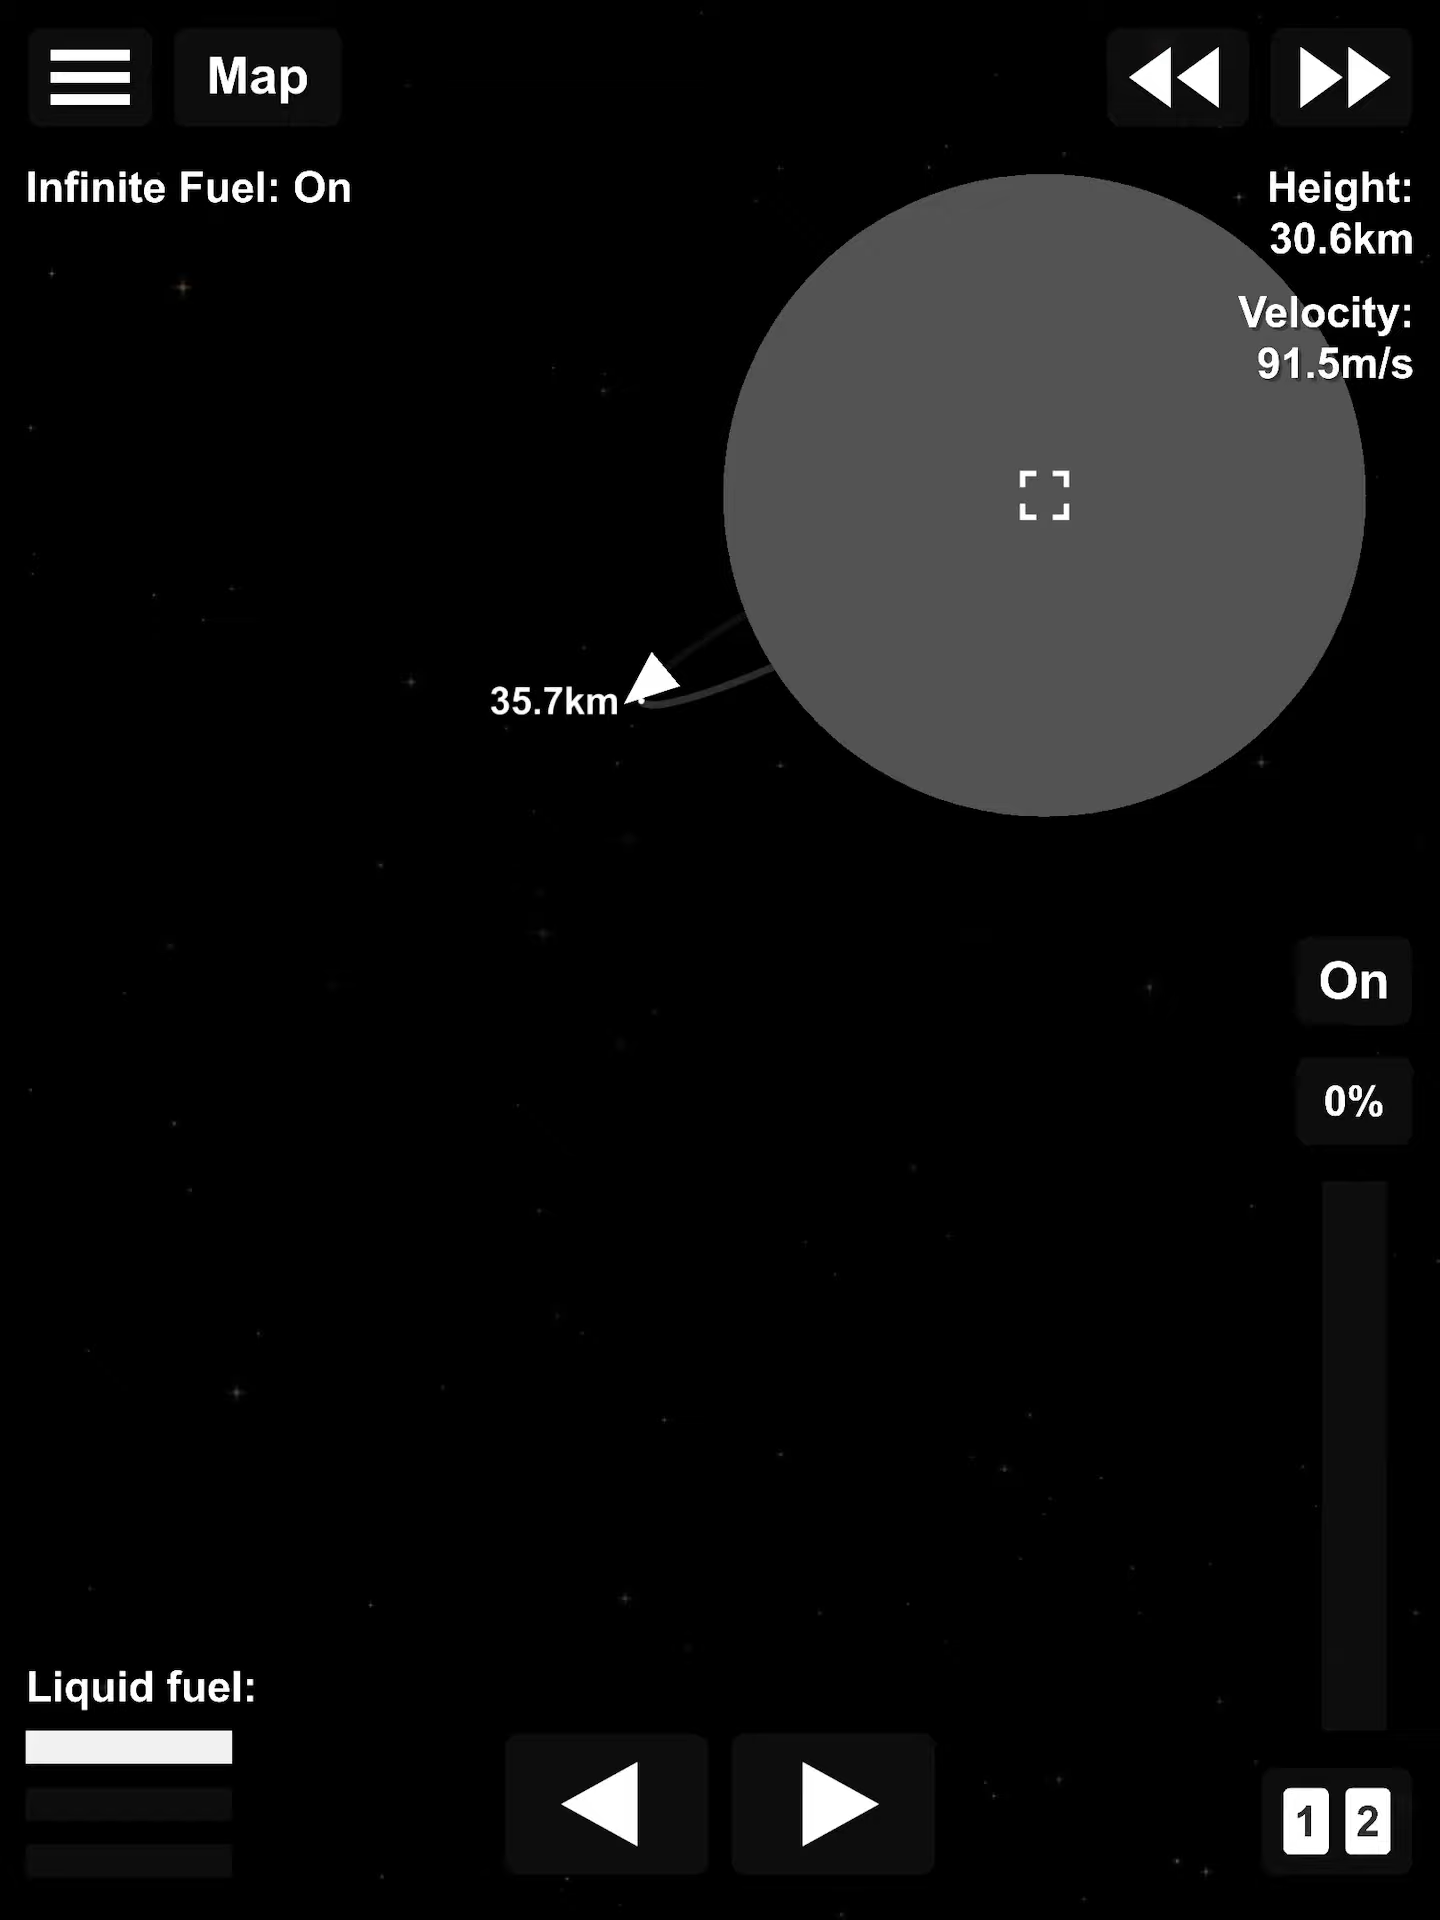 Map
Infinite Fuel: On
Height:
30.6km
Velocity:
91.5m/s
35.7km
On
0%
Liquid fuel:
1 2